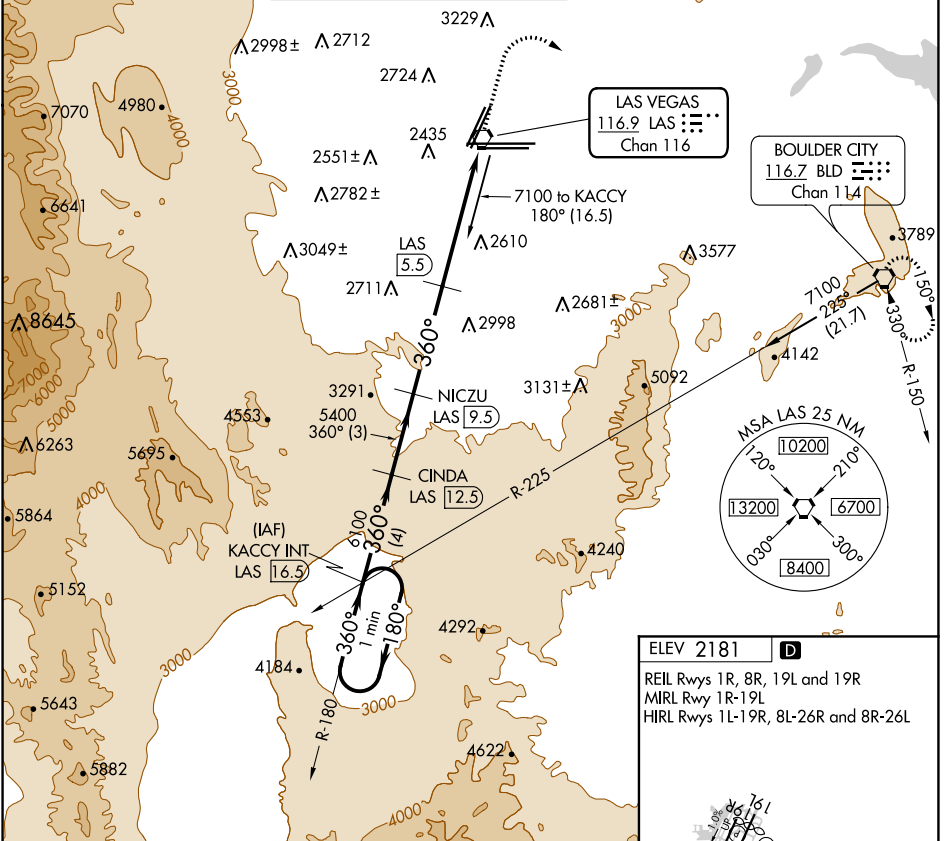 3229
2998±
2712
2724
3000
7070
4980
4000
2435
2551±
LAS VEGAS
116.9 LAS
Chan 116
BOULDER CITY
116.7 BLD
Chan 114
2782±
7100 to KACCY
180° (16.5)
6641
3789
LAS
5.5
2610
3049±
3577
2711
7100
225°
(21.7)
150°
330°
R-150
8645
2681±
3000
2998
360°
4142
7000
6000
5000
3291
NICZU
LAS 9.5
3131±
5092
4553
5400
360° (3)
6263
5695
MSA LAS 25 NM
10200
120°
210°
13200
6700
030°
300°
8400
CINDA
LAS 12.5
R-225
4000
5864
6100
360°
(4)
(IAF)
KACCY INT
LAS 16.5
4240
5152
360°
1 min
180°
4292
3000
4184
3000
R-180
5643
4622
5882
4000
ELEV 2181
D
REIL Rwys 1R, 8R, 19L and 19R
MIRL Rwy 1R-19L
HIRL Rwys 1L-19R, 8L-26R and 8R-26L
19R
19L
1.0%
UP